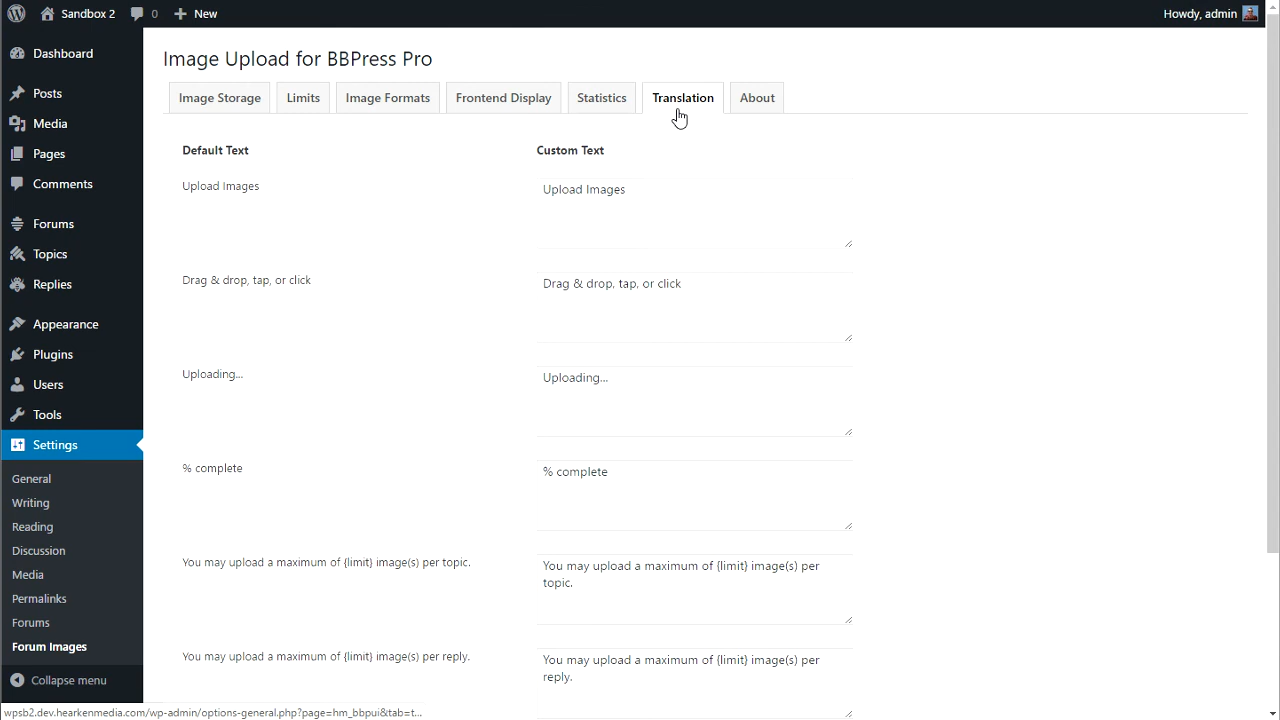 Sandbox 2
0
New
Howdy, admin
Dashboard
Posts
Media
Pages
Comments
Forums
Topics
Replies
Appearance
Plugins
Users
Tools
Settings
General
Writing
Reading
Discussion
Media
Permalinks
Forums
Forum Images
Collapse menu
Image Upload for BBPress Pro
Image Storage
Limits
Image Formats
Frontend Display
Statistics
Translation
About
Default Text
Custom Text
Upload Images
Upload Images
Drag & drop, tap, or click
Drag & drop, tap, or click
Uploading...
Uploading...
% complete
% complete
You may upload a maximum of {limit} image(s) per topic.
You may upload a maximum of {limit} image(s) per
topic.
You may upload a maximum of {limit} image(s) per reply.
You may upload a maximum of {limit} image(s) per
reply.
wpsb2.dev.hearkenmedia.com/wp-admin/options-general.php?page=hm_bbpui&tab=t...